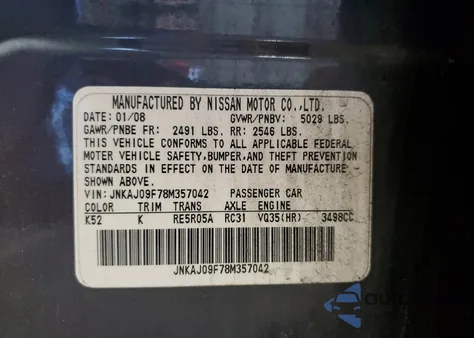 MANUFACTURED BY NISSAN MOTOR CO.,LTD.
DATE: 01/08 GVWR/PNBV: 5029 LBS.
GAWR/PNBE FR: 2491 LBS. RR: 2546 LBS.
THIS VEHICLE CONFORMS TO ALL APPLICABLE FEDERAL
MOTOR VEHICLE SAFETY,BUMPER,AND THEFT PREVENTION
STANDARDS IN EFFECT ON THE DATE OF MANUFACTURE
SHOWN ABOVE.
VIN: JNKAJ09F78M357042 PASSENGER CAR
COLOR TRIM TRANS AXLE ENGINE
K52 K RE5R05A RC31 VQ35(HR) 3498CC
JNKAJ09F78M357042